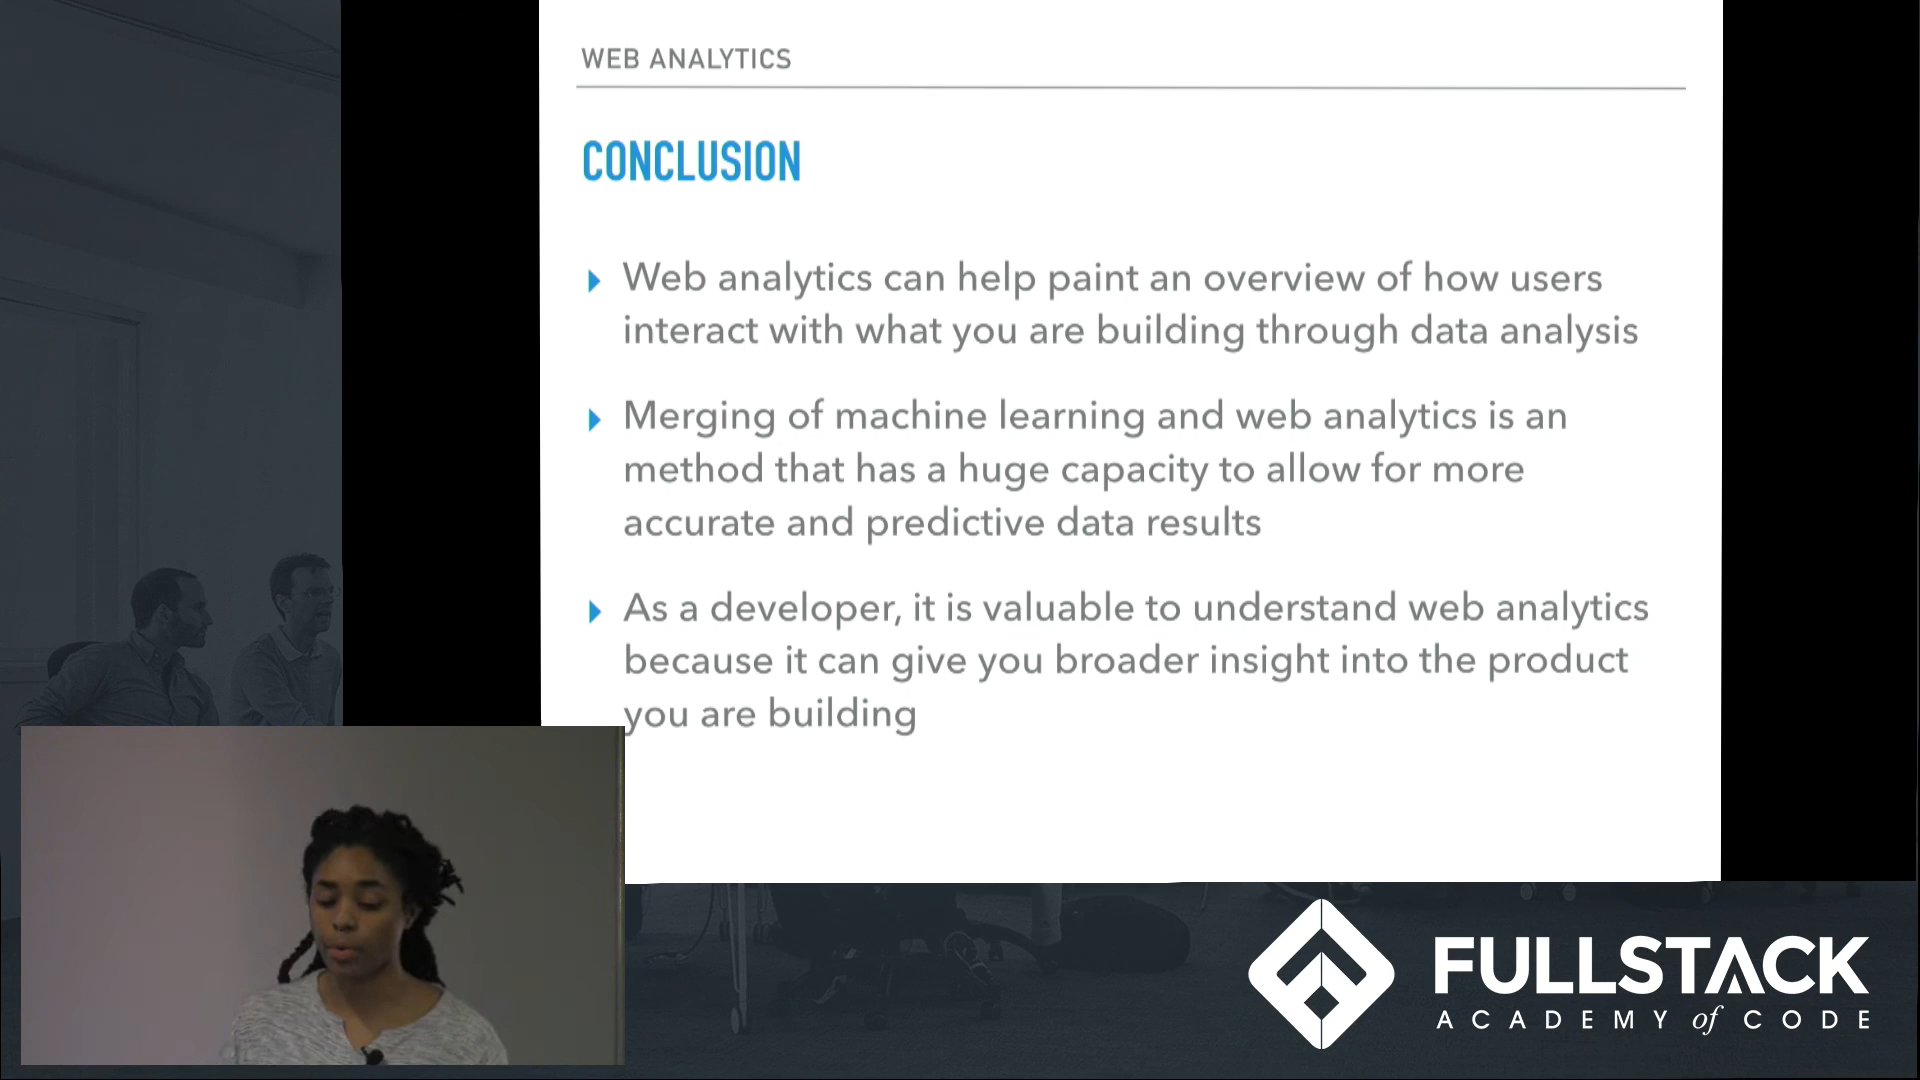 WEB ANALYTICS
CONCLUSION
Web analytics can help paint an overview of how users
interact with what you are building through data analysis
Merging of machine learning and web analytics is an
method that has a huge capacity to allow for more
accurate and predictive data results
As a developer, it is valuable to understand web analytics
because it can give you broader insight into the product
you are building
FULLSTACK
ACADEMY of CODE